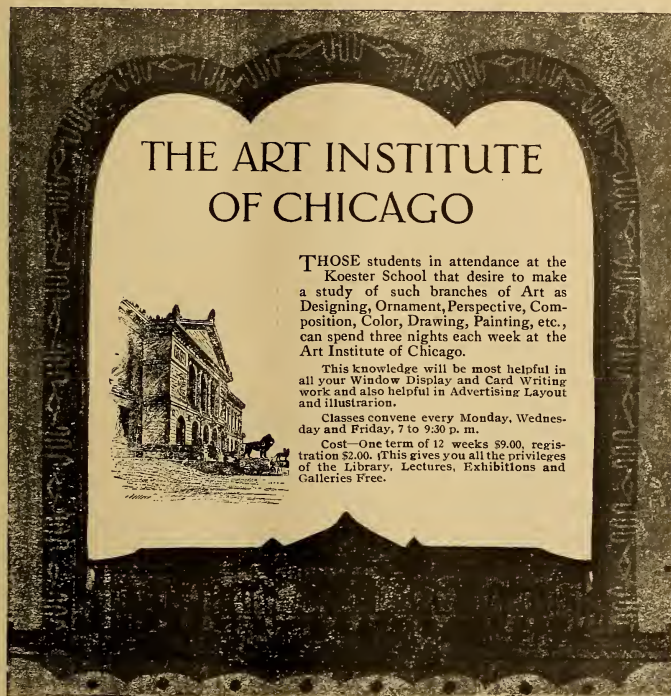 THE ART INSTITUTE
OF CHICAGO
THOSE students in attendance at the
Koester School that desire to make
a study of such branches of Art as
Designing, Ornament, Perspective, Com-
position, Color, Drawing, Painting, etc.,
can spend three nights each week at the
Art Institute of Chicago.
This knowledge will be most helpful in
all your Window Display and Card Writing
work and also helpful in Advertising Layout
and illustrarion.
Classes convene every Monday, Wednes-
day and Friday, 7 to 9:30 p. m.
Cost—One term of 12 weeks $9.00, regis-
tration $2.00. (This gives you all the privileges
of the Library, Lectures, Exhibitions and
Galleries Free.